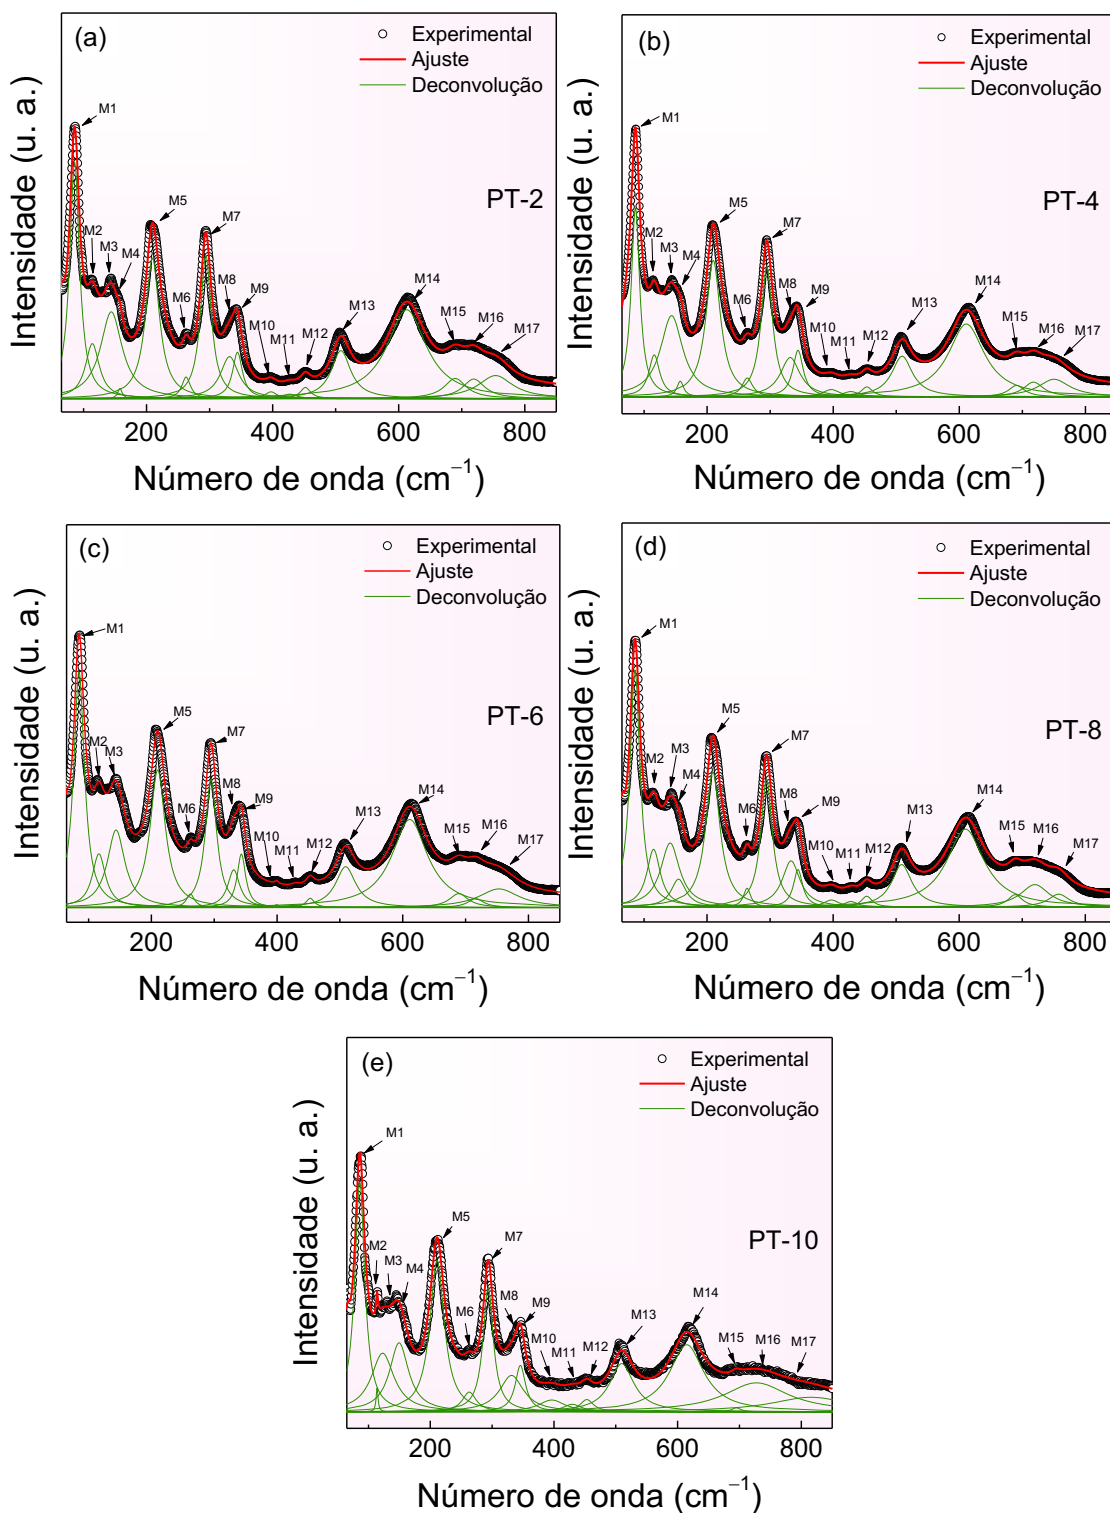 (a)
Experimental
Ajuste
Deconvolução
PT-2
M1
M2
M3
M4
M5
M6
M7
M8
M9
M10
M11
M12
M13
M14
M15
M16
M17
Intensidade (u. a.)
200 400 600 800
Número de onda (cm⁻¹)
(b)
Experimental
Ajuste
Deconvolução
PT-4
M1
M2
M3
M4
M5
M6
M7
M8
M9
M10
M11
M12
M13
M14
M15
M16
M17
Intensidade (u. a.)
200 400 600 800
Número de onda (cm⁻¹)
(c)
Experimental
Ajuste
Deconvolução
PT-6
M1
M2
M3
M5
M6
M7
M8
M9
M10
M11
M12
M13
M14
M15
M16
M17
Intensidade (u. a.)
200 400 600 800
Número de onda (cm⁻¹)
(d)
Experimental
Ajuste
Deconvolução
PT-8
M1
M2
M3
M4
M5
M6
M7
M8
M9
M10
M11
M12
M13
M14
M15
M16
M17
Intensidade (u. a.)
200 400 600 800
Número de onda (cm⁻¹)
(e)
Experimental
Ajuste
Deconvolução
PT-10
M1
M2
M3
M4
M5
M6
M7
M8
M9
M10
M11
M12
M13
M14
M15
M16
M17
Intensidade (u. a.)
200 400 600 800
Número de onda (cm⁻¹)